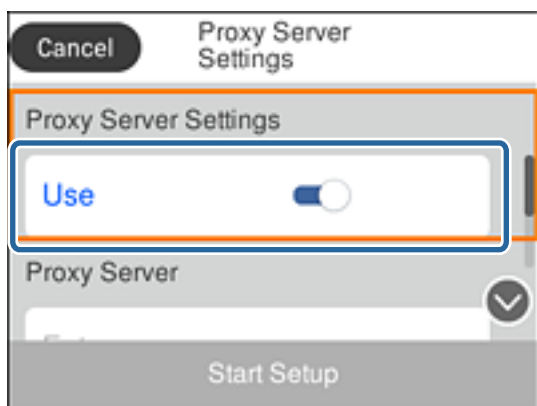 Cancel
Proxy Server
Settings
Proxy Server Settings
Use
Proxy Server
Start Setup